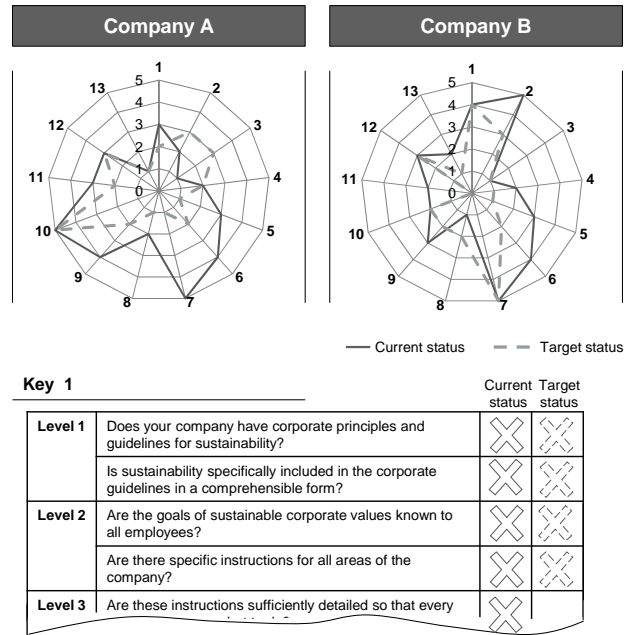 Company A
Company B
1
2
3
4
5
6
7
8
9
10
11
12
13
5
4
3
2
1
0
1
2
3
4
5
6
7
8
9
10
11
12
13
5
4
3
2
1
0
Current status
Target status
Key 1
Current Target
status status
Level 1 Does your company have corporate principles and
guidelines for sustainability?
Is sustainability specifically included in the corporate
guidelines in a comprehensible form?
Level 2 Are the goals of sustainable corporate values known to
all employees?
Are there specific instructions for all areas of the
company?
Level 3 Are these instructions sufficiently detailed so that every